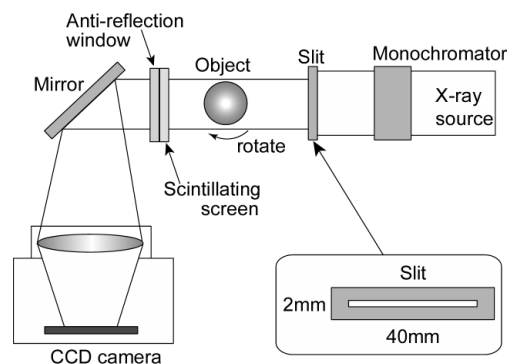 Anti-reflection
window
Mirror
Object
Slit
Monochromator
X-ray
source
rotate
Scintillating
screen
Slit
2mm
40mm
CCD camera